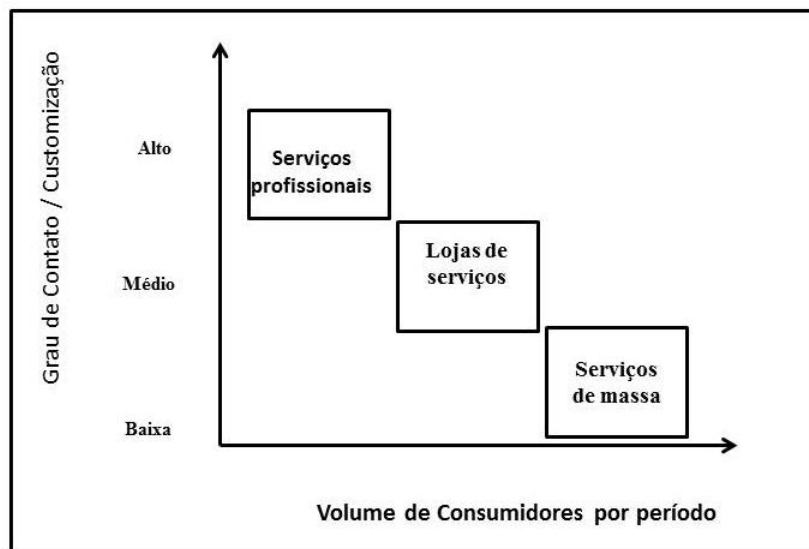 Grau de Contato / Customização
Alto
Serviços
profissionais
Médio
Lojas de
serviços
Baixa
Serviços
de massa
Volume de Consumidores por período